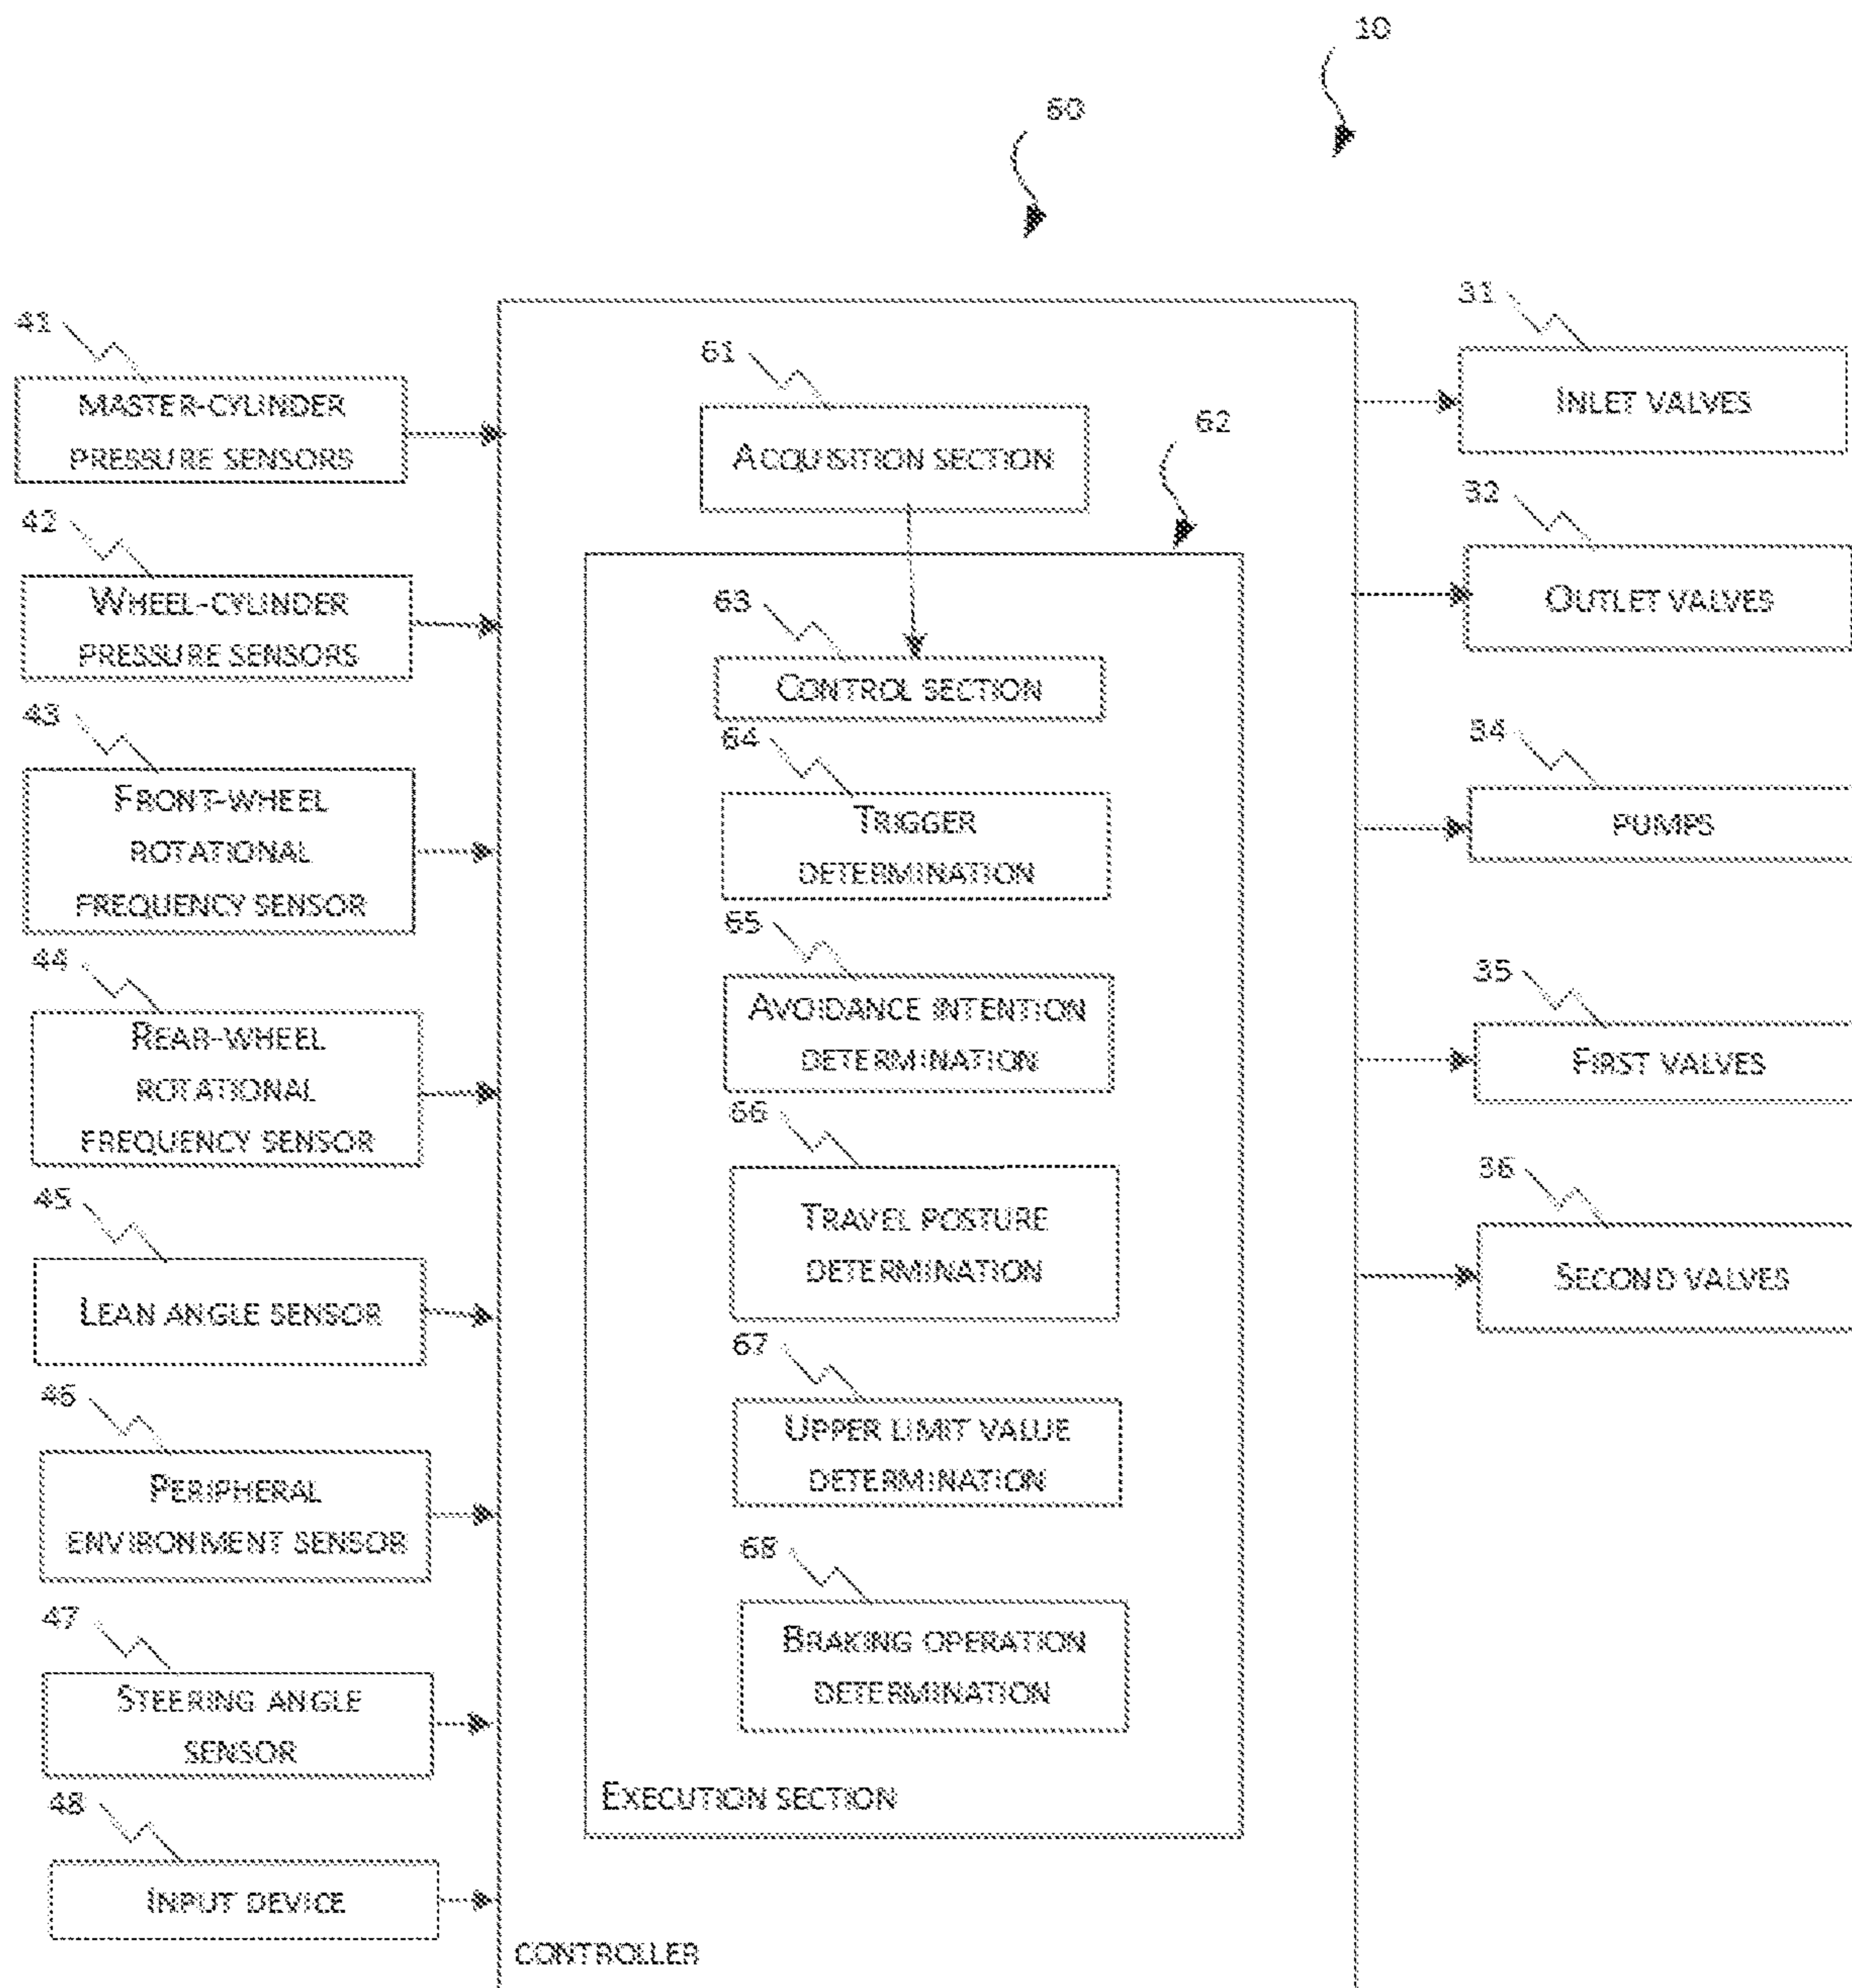 10
60
41
MASTER-CYLINDER
PRESSURE SENSORS
42
WHEEL-CYLINDER
PRESSURE SENSORS
43
FRONT-WHEEL
ROTATIONAL
FREQUENCY SENSOR
44
REAR-WHEEL
ROTATIONAL
FREQUENCY SENSOR
45
LEAN ANGLE SENSOR
46
PERIPHERAL
ENVIRONMENT SENSOR
47
STEERING ANGLE
SENSOR
48
INPUT DEVICE
61
ACQUISITION SECTION
62
63
CONTROL SECTION
64
TRIGGER
DETERMINATION
65
AVOIDANCE INTENTION
DETERMINATION
66
TRAVEL POSTURE
DETERMINATION
67
UPPER LIMIT VALUE
DETERMINATION
68
BRAKING OPERATION
DETERMINATION
EXECUTION SECTION
CONTROLLER
31
INLET VALVES
32
OUTLET VALVES
34
PUMPS
35
FIRST VALVES
36
SECOND VALVES